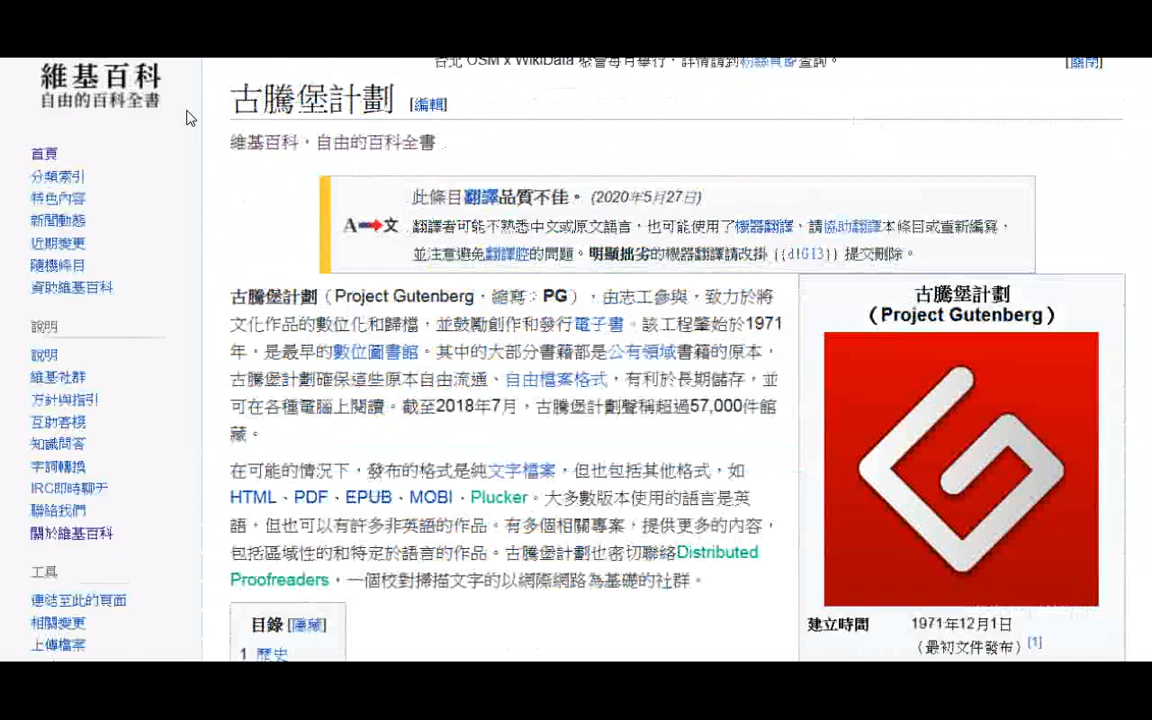 維基百科
自由的百科全書
首頁
分類索引
特色內容
新聞動態
近期變更
隨機條目
資助維基百科
說明
說明
維基社群
方針與指引
互助客棧
知識問答
字詞轉換
IRC即時聊天
聯絡我們
關於維基百科
工具
連結至此的頁面
相關變更
上傳檔案
台北 OSM x WikiData 聚會每月舉行，詳情請到粉絲頁查詢。
[關閉]
古騰堡計劃 [編輯]
維基百科，自由的百科全書
A 文
此條目翻譯品質不佳。 (2020年5月27日)
翻譯者可能不熟悉中文或原文語言，也可能使用了機器翻譯，請協助翻譯本條目或重新編寫，
並注意避免翻譯腔的問題。明顯拙劣的機器翻譯請改掛 {{d|G13}} 提交刪除。
古騰堡計劃（Project Gutenberg，縮寫：PG），由志工參與，致力於將
文化作品的數位化和歸檔，並鼓勵創作和發行電子書。該工程肇始於1971
年，是最早的數位圖書館。其中的大部分書籍都是公有領域書籍的原本，
古騰堡計劃確保這些原本自由流通、自由檔案格式，有利於長期儲存，並
可在各種電腦上閱讀。截至2018年7月，古騰堡計劃聲稱超過57,000件館
藏。
在可能的情況下，發布的格式是純文字檔案，但也包括其他格式，如
HTML、PDF、EPUB、MOBI、Plucker。大多數版本使用的語言是英
語，但也可以有許多非英語的作品。有多個相關專案，提供更多的內容，
包括區域性的和特定於語言的作品。古騰堡計劃也密切聯絡Distributed
Proofreaders，一個校對掃描文字的以網際網路為基礎的社群。
目錄 [隱藏]
1 歷史
古騰堡計劃
（Project Gutenberg）
建立時間 1971年12月1日
（最初文件發布）[1]